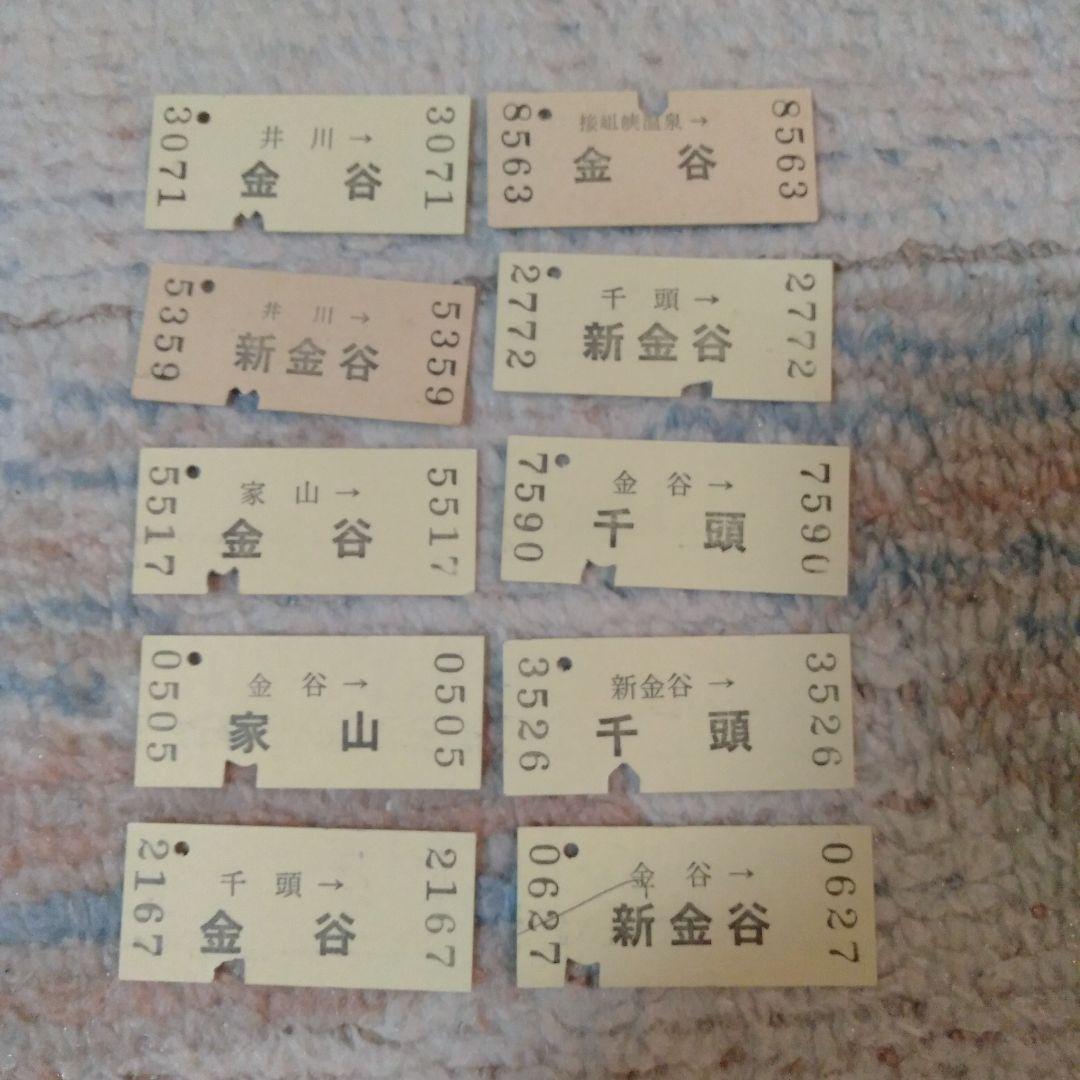 3071
井川→
金谷
3071
8563
接岨峡温泉→
金谷
8563
5359
井川→
新金谷
5359
2772
千頭→
新金谷
2772
5517
家山→
金谷
5517
7590
金谷→
千頭
7590
0505
金谷→
家山
0505
3526
新金谷→
千頭
3526
2167
千頭→
金谷
2167
0627
金谷→
新金谷
0627